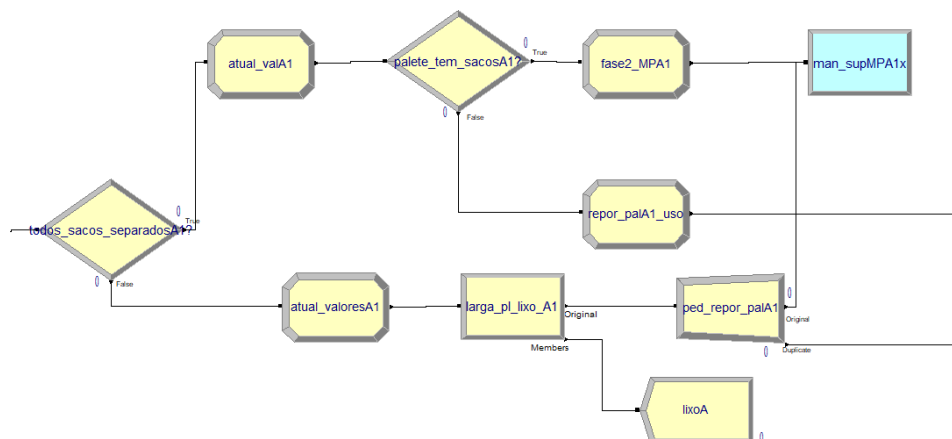 atual_valA1
palete_tem_sacosA1?
True
False
fase2_MPA1
man_supMPA1x
todos_sacos_separadosA1?
True
False
repor_palA1_uso
atual_valoresA1
larga_pl_lixo_A1
Original
Members
ped_repor_palA1
Original
Duplicate
lixoA